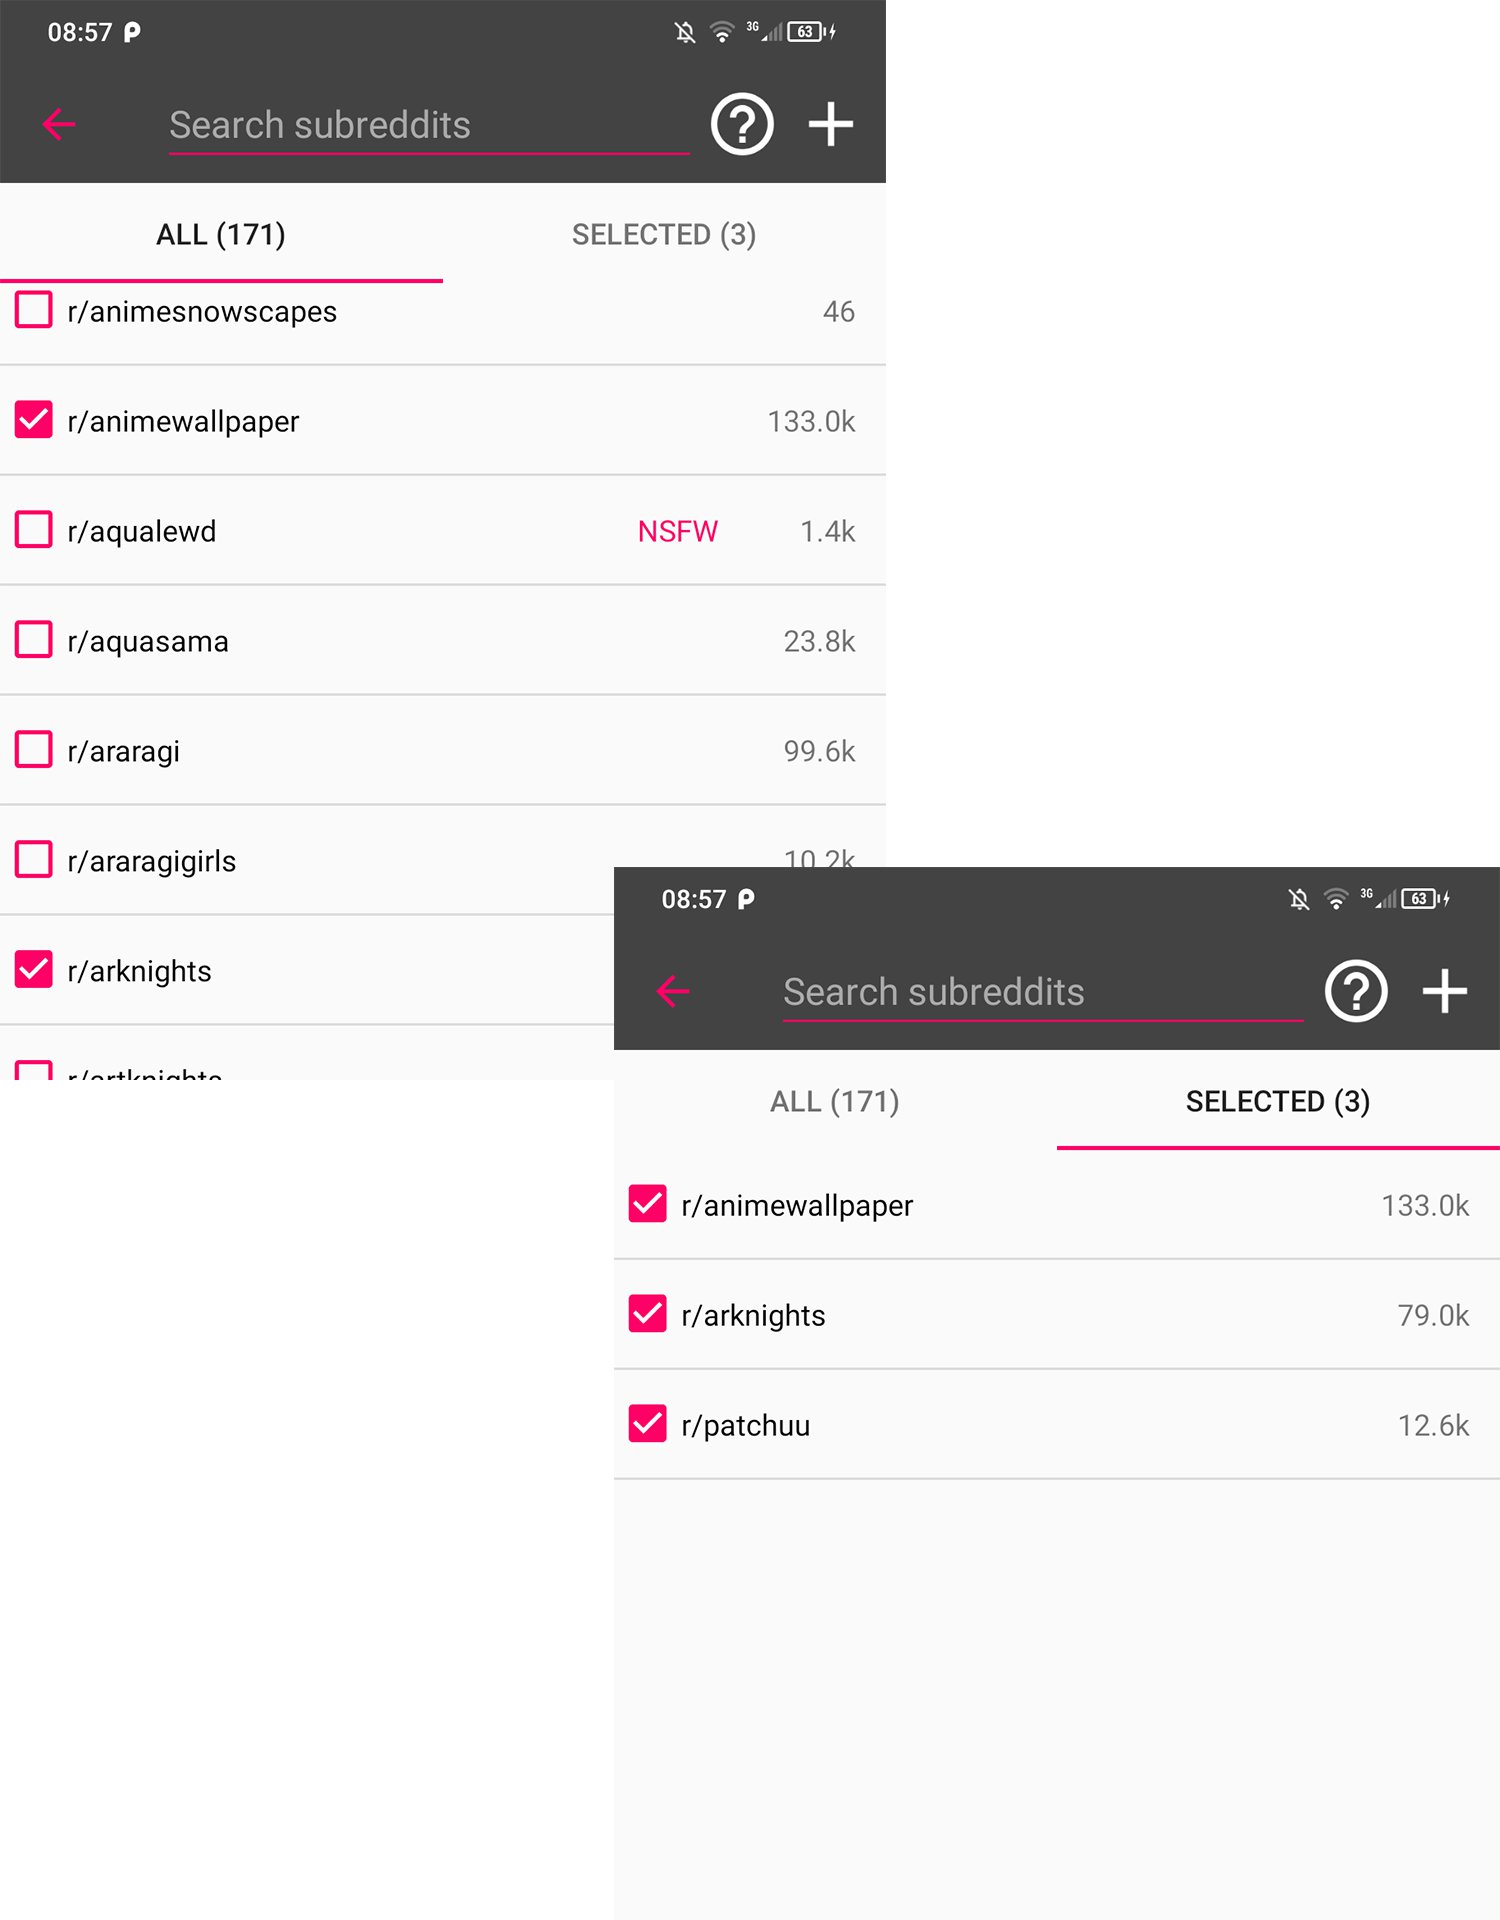 08:57 P 3G 63
Search subreddits
ALL (171) SELECTED (3)
r/animesnowscapes 46
r/animewallpaper 133.0k
r/aqualewd NSFW 1.4k
r/aquasama 23.8k
r/araragi 99.6k
r/araragigirls 10.2k
r/arknights
r/artknights
08:57 P 3G 63
Search subreddits
ALL (171) SELECTED (3)
r/animewallpaper 133.0k
r/arknights 79.0k
r/patchuu 12.6k